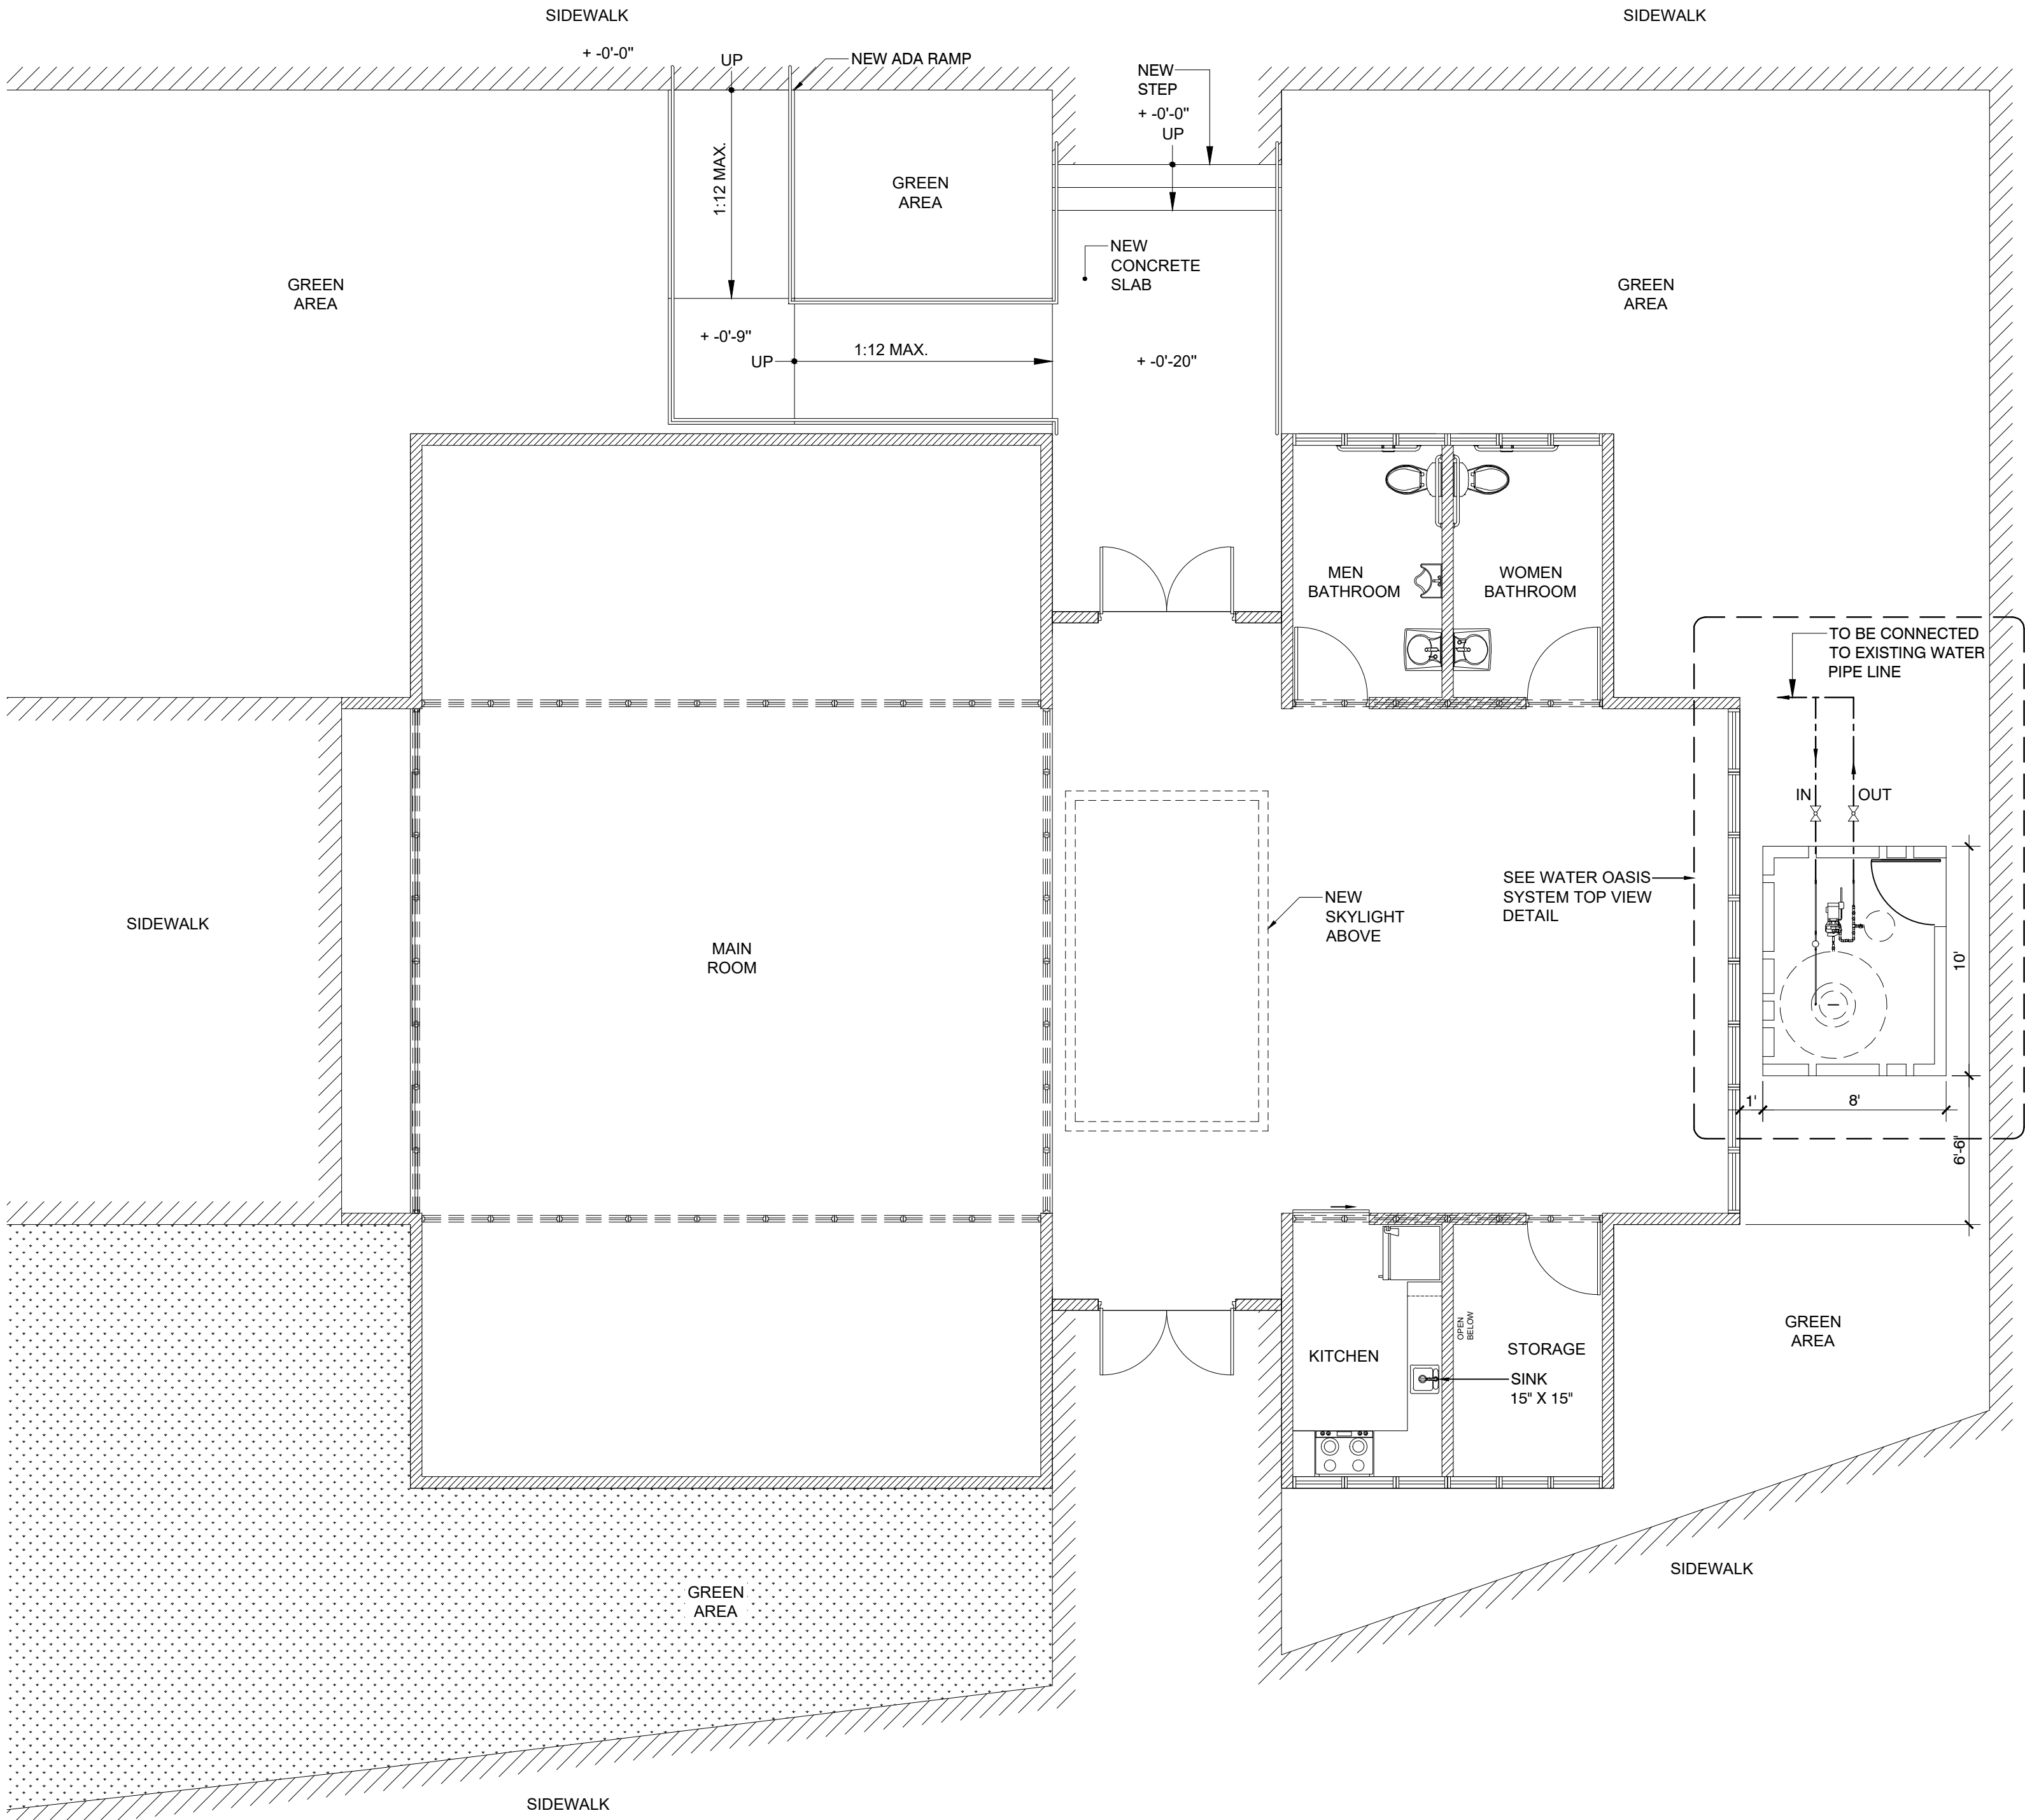 SIDEWALK
SIDEWALK
+ -0'-0"
UP
NEW ADA RAMP
NEW
STEP
+ -0'-0"
UP
1:12 MAX.
GREEN
AREA
NEW
CONCRETE
SLAB
GREEN
AREA
GREEN
AREA
+ -0'-9"
UP
1:12 MAX.
+ -0'-20"
MEN
BATHROOM
WOMEN
BATHROOM
TO BE CONNECTED
TO EXISTING WATER
PIPE LINE
IN
OUT
SEE WATER OASIS
SYSTEM TOP VIEW
DETAIL
NEW
SKYLIGHT
ABOVE
SIDEWALK
MAIN
ROOM
10'
1'
8'
6'-6"
OPEN
BELOW
GREEN
AREA
KITCHEN
STORAGE
SINK
15" X 15"
SIDEWALK
GREEN
AREA
SIDEWALK